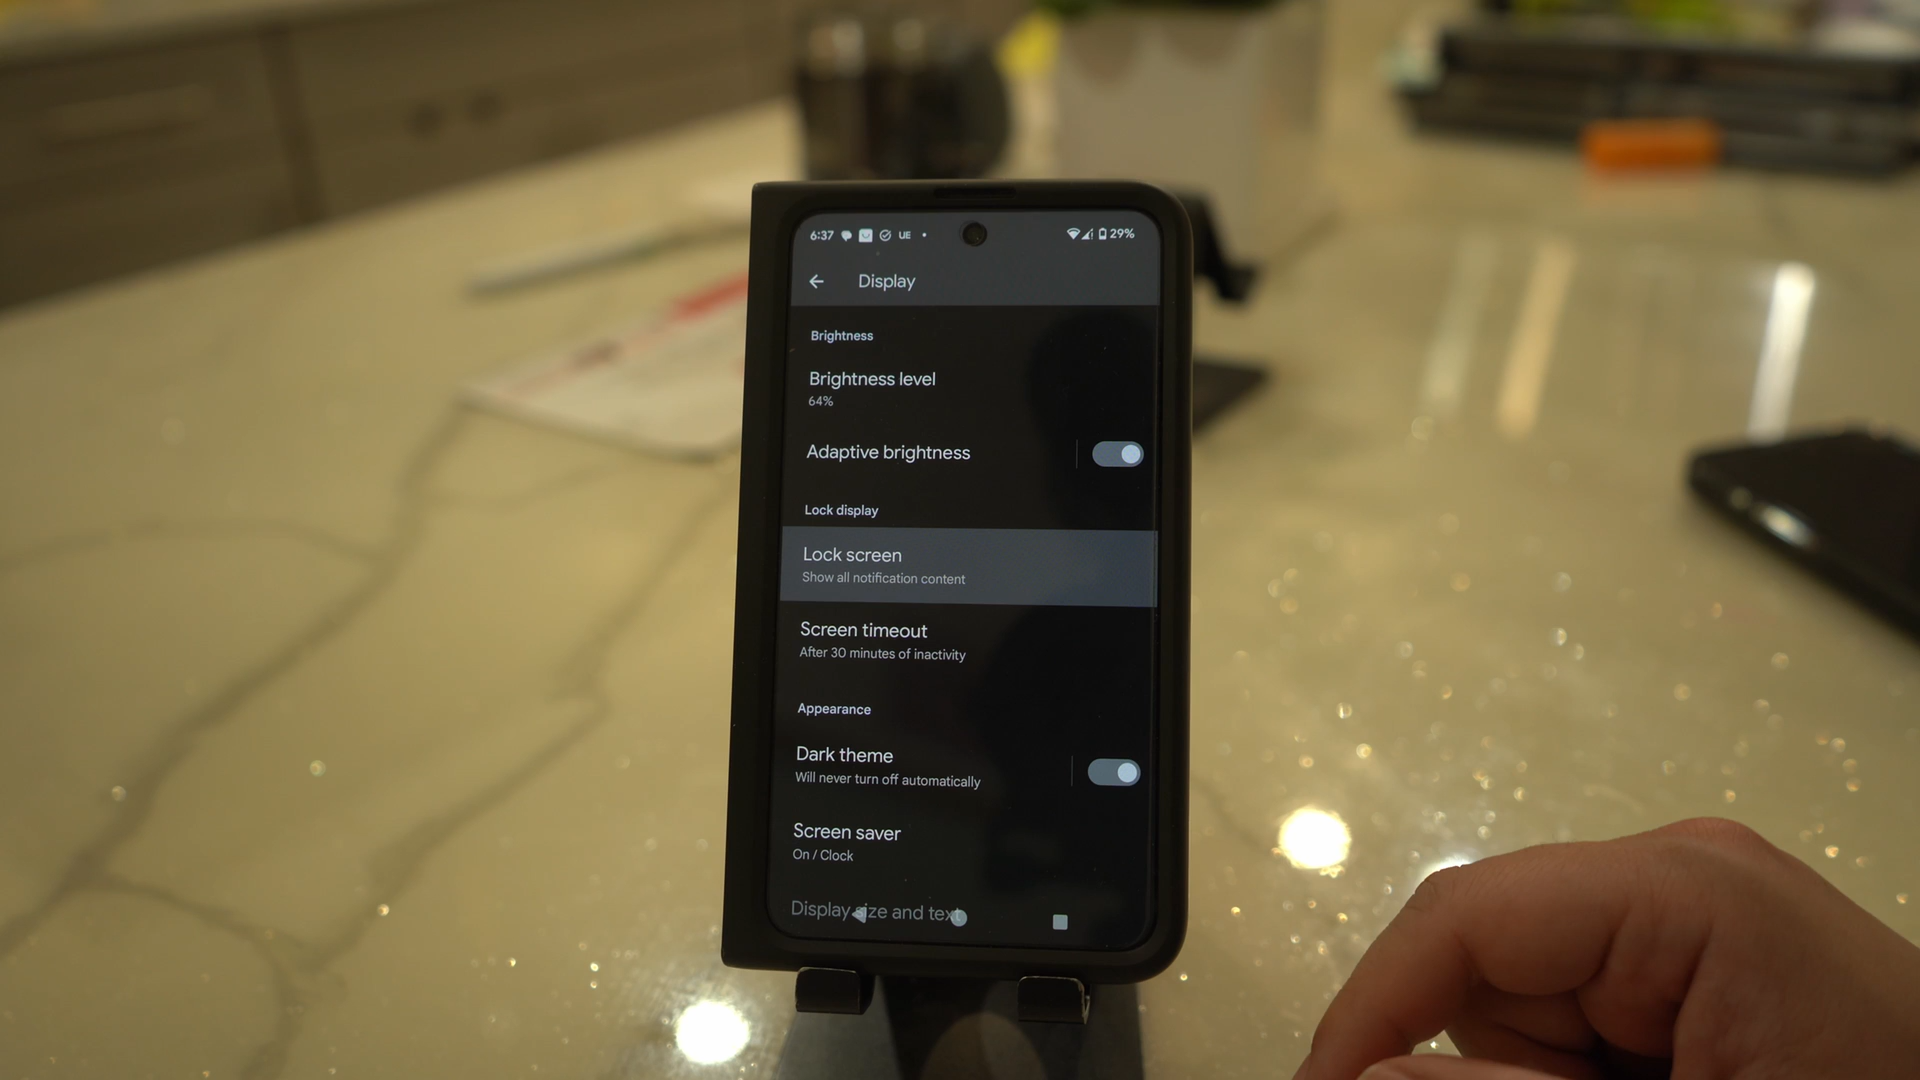 6:37 UE 29%
Display
Brightness
Brightness level
64%
Adaptive brightness
Lock display
Lock screen
Show all notification content
Screen timeout
After 30 minutes of inactivity
Appearance
Dark theme
Will never turn off automatically
Screen saver
On / Clock
Display size and text